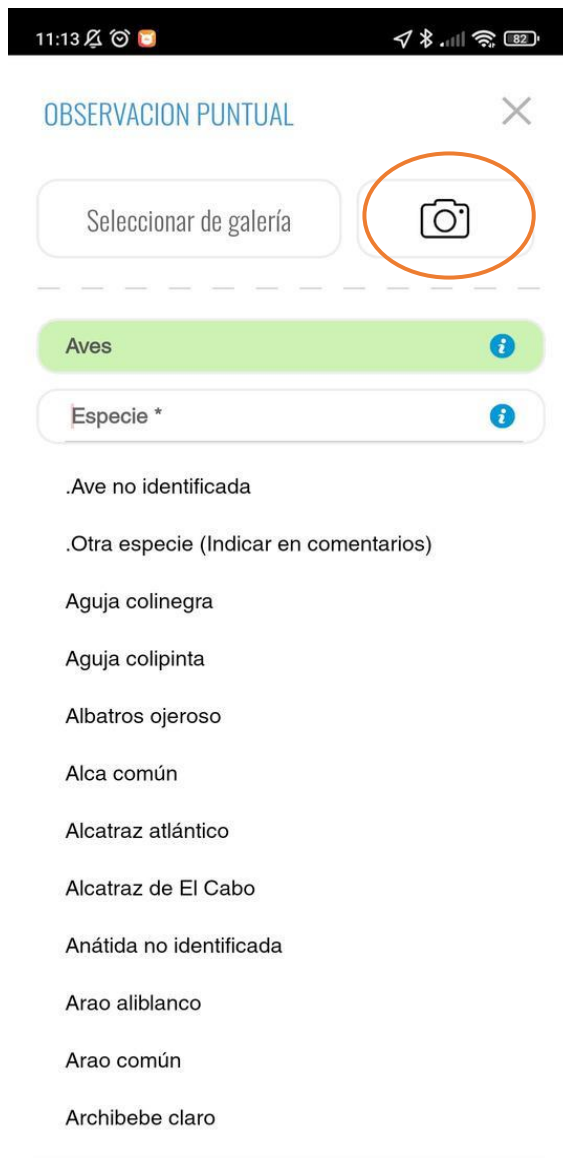 11:13 82
OBSERVACION PUNTUAL
Seleccionar de galería
Aves
Especie *
.Ave no identificada
.Otra especie (Indicar en comentarios)
Aguja colinegra
Aguja colipinta
Albatros ojeroso
Alca común
Alcatraz atlántico
Alcatraz de El Cabo
Anátida no identificada
Arao aliblanco
Arao común
Archibebe claro